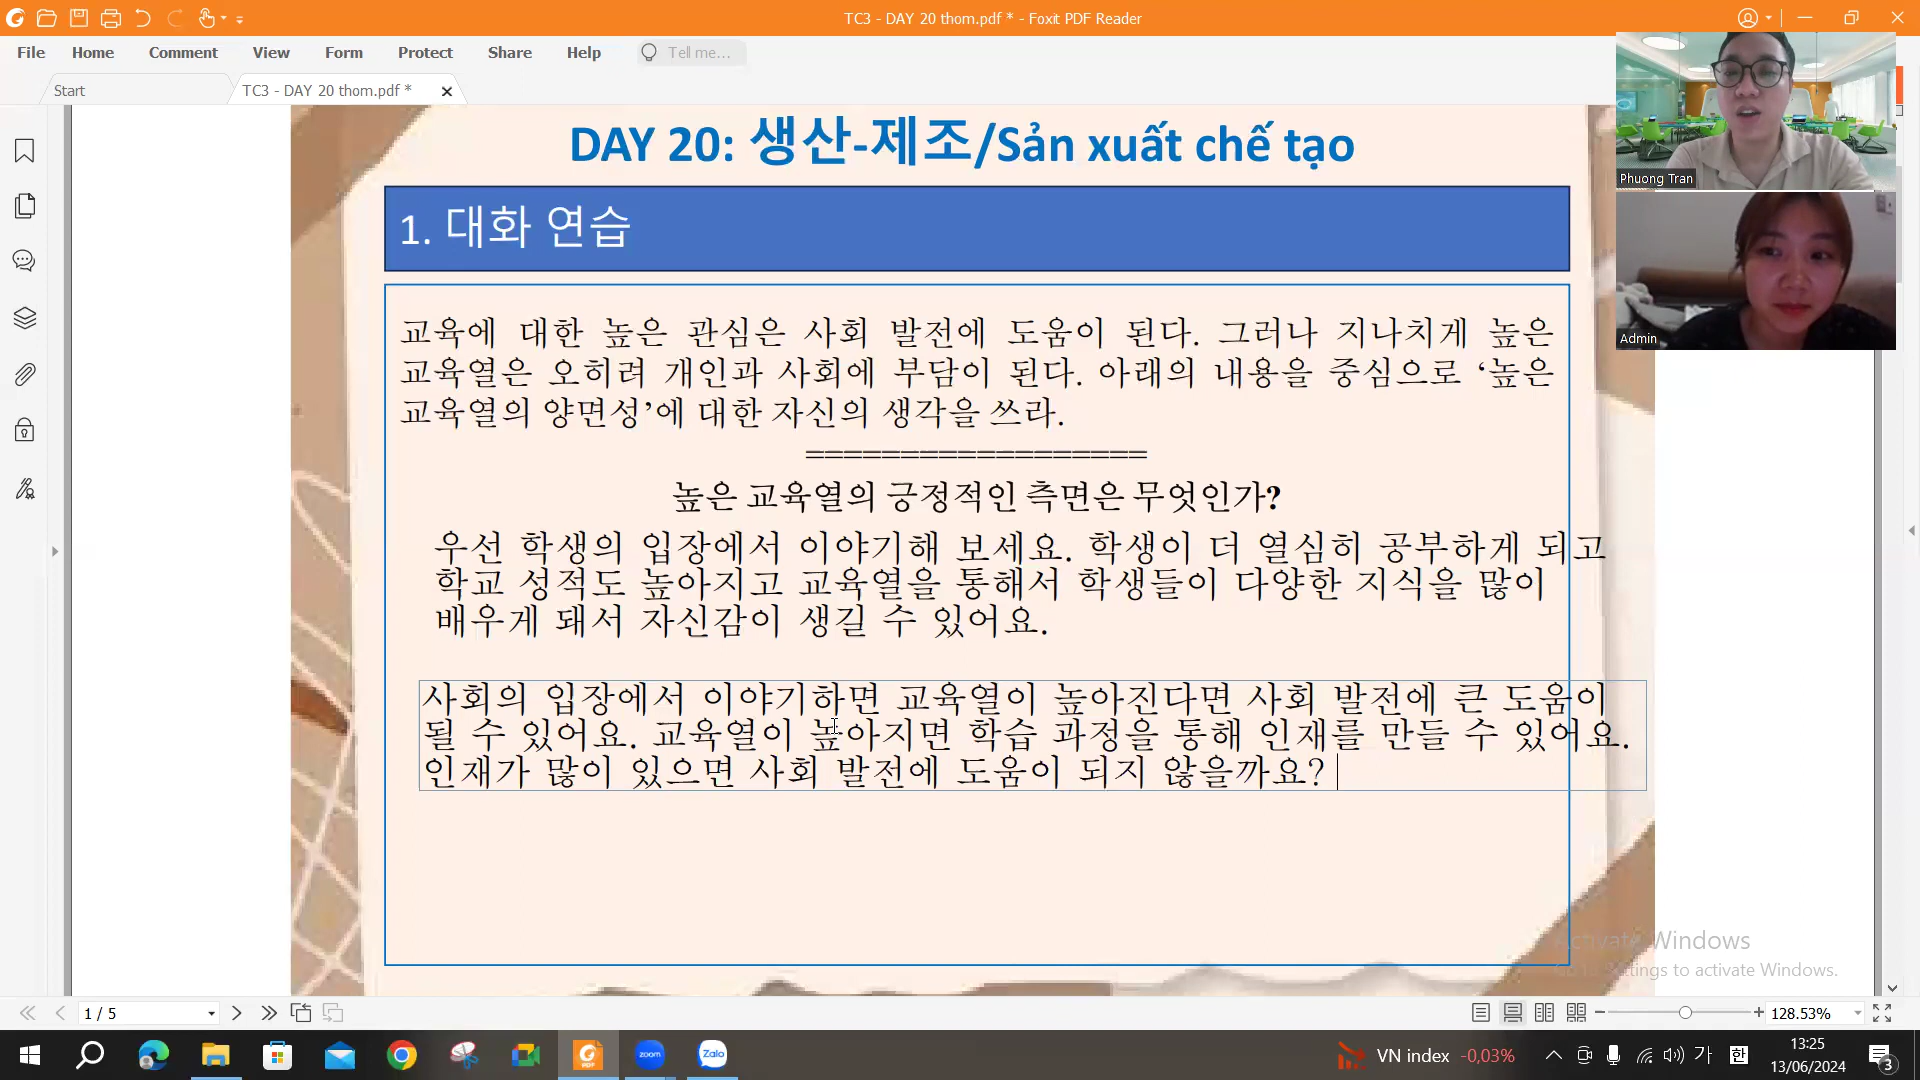 TC3 - DAY 20 thom.pdf * - Foxit PDF Reader
File Home Comment View Form Protect Share Help Tell me...
Start TC3 - DAY 20 thom.pdf *
DAY 20: 생산-제조/Sản xuất chế tạo
1. 대화 연습
교육에 대한 높은 관심은 사회 발전에 도움이 된다. 그러나 지나치게 높은
교육열은 오히려 개인과 사회에 부담이 된다. 아래의 내용을 중심으로 ‘높은
교육열의 양면성’에 대한 자신의 생각을 쓰라.
==================
높은 교육열의 긍정적인 측면은 무엇인가?
우선 학생의 입장에서 이야기해 보세요. 학생이 더 열심히 공부하게 되고
학교 성적도 높아지고 교육열을 통해서 학생들이 다양한 지식을 많이
배우게 돼서 자신감이 생길 수 있어요.
사회의 입장에서 이야기하면 교육열이 높아진다면 사회 발전에 큰 도움이
될 수 있어요. 교육열이 높아지면 학습 과정을 통해 인재를 만들 수 있어요.
인재가 많이 있으면 사회 발전에 도움이 되지 않을까요?
Phuong Tran
Admin
Activate Windows
Go to Settings to activate Windows.
1 / 5
128.53%
zoom
Zalo
VN index -0,03%
가 한
13:25
13/06/2024
3